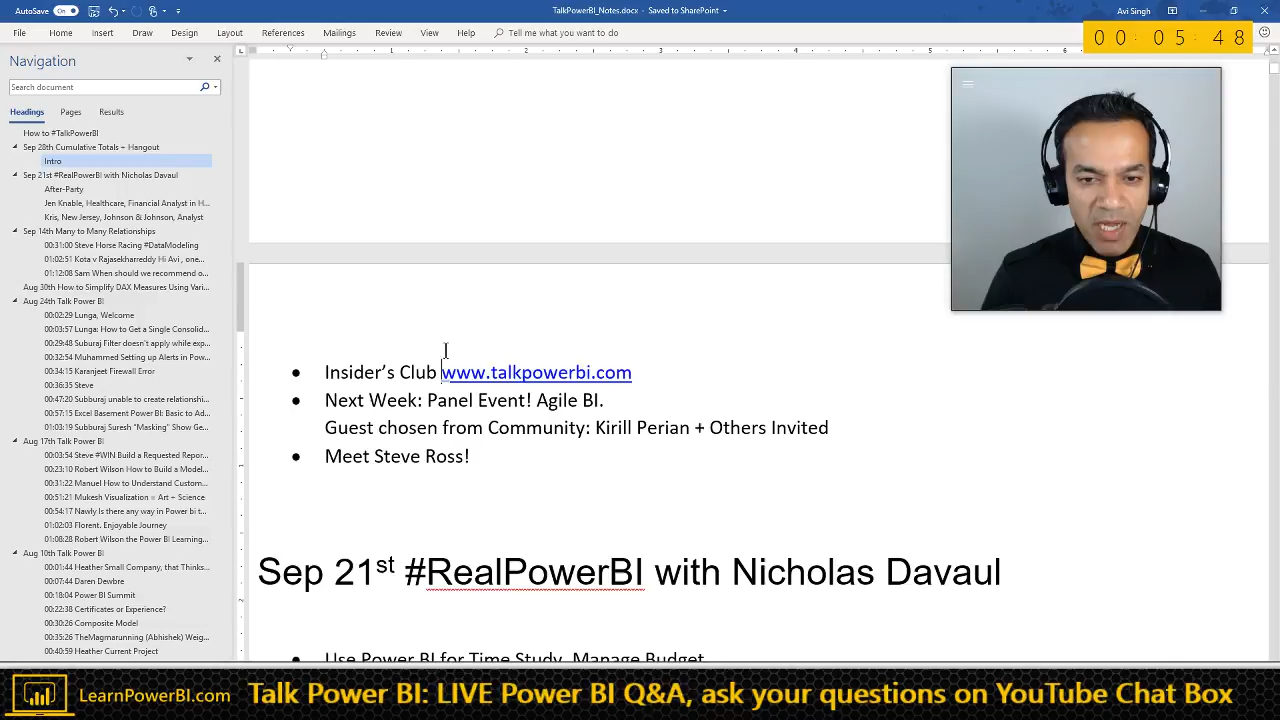 AutoSave On TalkPowerBI_Notes.docx - Saved to SharePoint Avi Singh
File Home Insert Draw Design Layout References Mailings Review View Help Tell me what you want to do
00:05:48
Navigation
Search document
Headings Pages Results
How to #TalkPowerBI
Sep 28th Cumulative Totals + Hangout
Intro
Sep 21st #RealPowerBI with Nicholas Davaul
After-Party
Jen Knable, Healthcare, Financial Analyst in H...
Kris, New Jersey, Johnson & Johnson, Analyst
Sep 14th Many to Many Relationships
00:31:00 Steve Horse Racing #DataModeling
01:02:51 Kota v Rajasekharreddy Hi Avi , one...
01:12:08 Sam When should we recommend o...
Aug 30th How to Simplify DAX Measures Using Vari...
Aug 24th Talk Power BI
00:02:29 Lunga, Welcome
00:03:57 Lunga: How to Get a Single Consolid...
00:29:48 Suburaj Filter doesn't apply while exp...
00:32:54 Muhammed Setting up Alerts in Pow...
00:34:15 Karanjeet Firewall Error
00:36:35 Steve
00:47:20 Subburaj unable to create relationshi...
00:57:15 Excel Basement Power BI: Basic to Ad...
01:03:19 Subburaj Suresh "Masking" Show Ge...
Aug 17th Talk Power BI
00:03:54 Steve #WIN Build a Requested Repor...
00:23:10 Robert Wilson How to Build a Model...
00:31:22 Manuel How to Understand Custom...
00:51:21 Mukesh Visualization = Art + Science
00:54:17 Nawly Is there any way in Power bi t...
01:02:03 Florent. Enjoyable Journey
01:08:28 Robert Wilson the Power BI Learning...
Aug 10th Talk Power BI
00:01:44 Heather Small Company, that Thinks...
00:07:44 Daren Dewbre
00:18:04 Power BI Summit
00:22:38 Certificates or Experience?
00:30:26 Composite Model
00:35:26 TheMagmarunning (Abhishek) Weig...
00:40:59 Heather Current Project
• Insider's Club www.talkpowerbi.com
• Next Week: Panel Event! Agile BI.
Guest chosen from Community: Kirill Perian + Others Invited
• Meet Steve Ross!
Sep 21st #RealPowerBI with Nicholas Davaul
• Use Power BI for Time Study, Manage Budget
LearnPowerBI.com Talk Power BI: LIVE Power BI Q&A, ask your questions on YouTube Chat Box